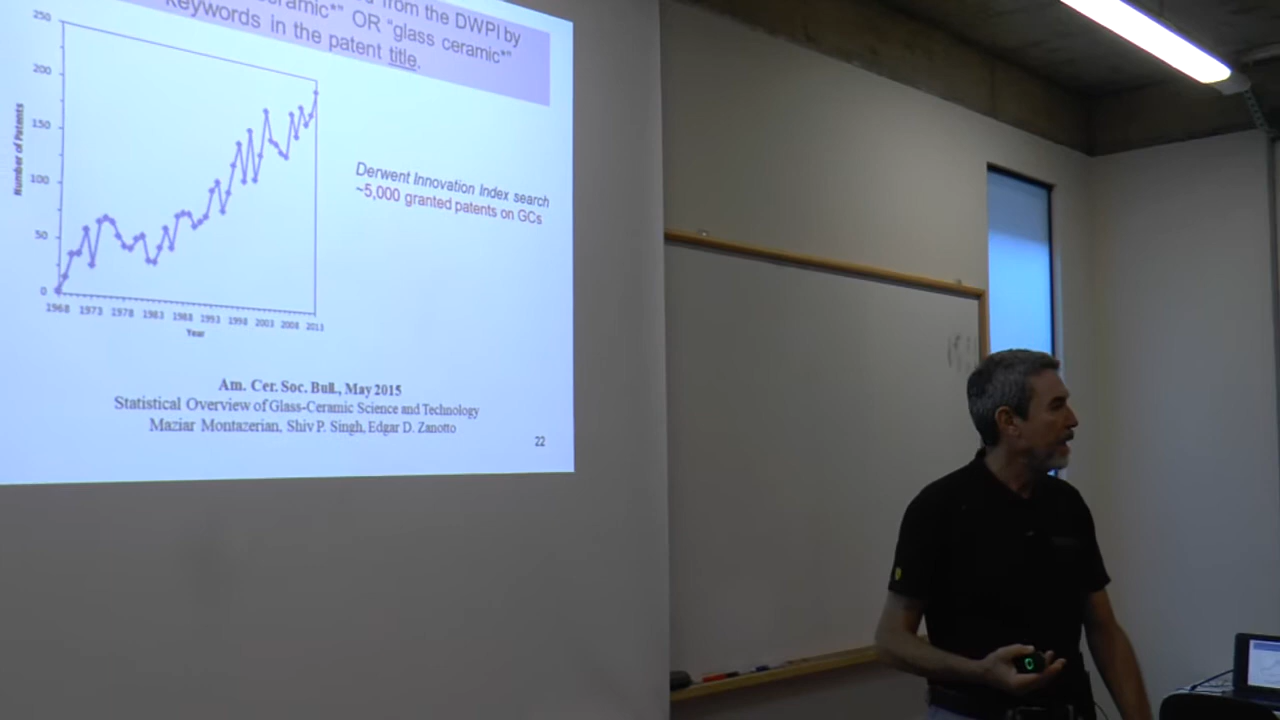 from the DWPI by
OR "glass ceramic*"
keywords in the patent title.
250
200
150
100
50
0
Number of Patents
1968 1973 1978 1983 1988 1993 1998 2003 2008 2013
Year
Derwent Innovation Index search
~5,000 granted patents on GCs
Am. Cer. Soc. Bull., May 2015
Statistical Overview of Glass-Ceramic Science and Technology
Maziar Montazerian, Shiv P. Singh, Edgar D. Zanotto
22